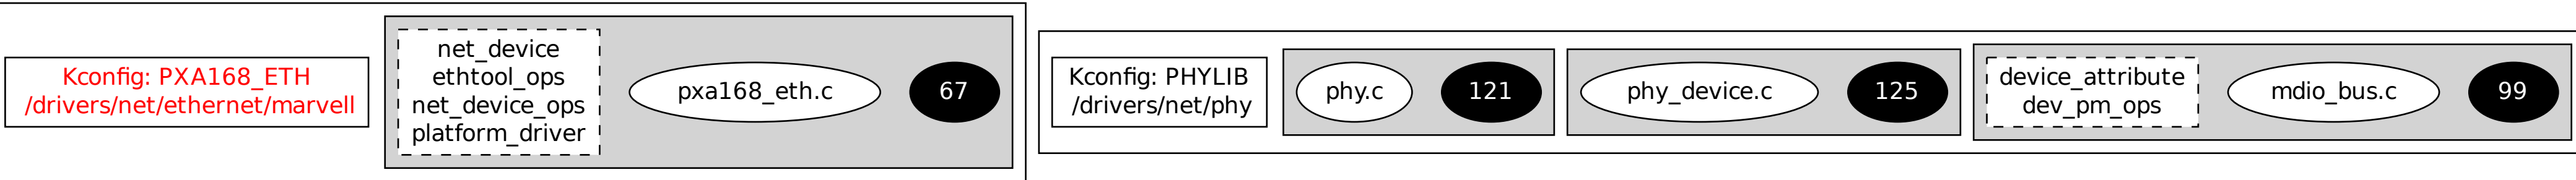 Kconfig: PXA168_ETH
/drivers/net/ethernet/marvell
net_device
ethtool_ops
net_device_ops
platform_driver
pxa168_eth.c
67
Kconfig: PHYLIB
/drivers/net/phy
phy.c
121
phy_device.c
125
device_attribute
dev_pm_ops
mdio_bus.c
99